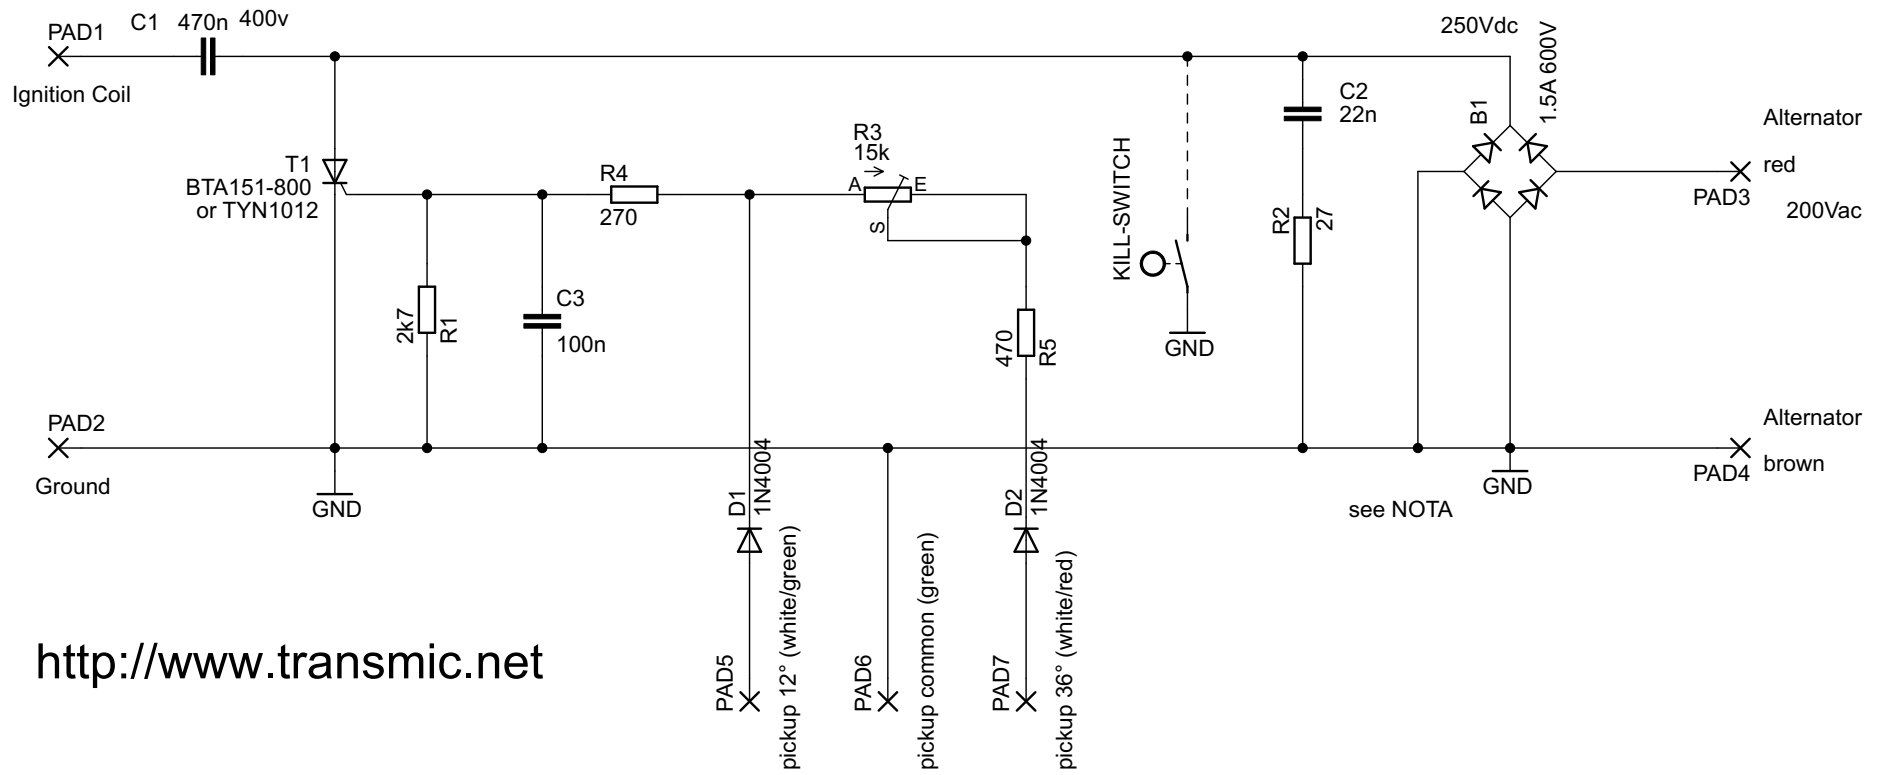 PAD1
C1 470n 400v
Ignition Coil
T1
BTA151-800
or TYN1012
R4
270
R3
15k
A
E
S
2k7
R1
C3
100n
470
R5
KILL-SWITCH
GND
C2
22n
R2
27
250Vdc
B1
1.5A 600V
Alternator
red
PAD3
200Vac
PAD2
Ground
GND
D1
1N4004
D2
1N4004
see NOTA
GND
Alternator
PAD4
brown
PAD5
pickup 12° (white/green)
PAD6
pickup common (green)
PAD7
pickup 36° (white/red)
http://www.transmic.net